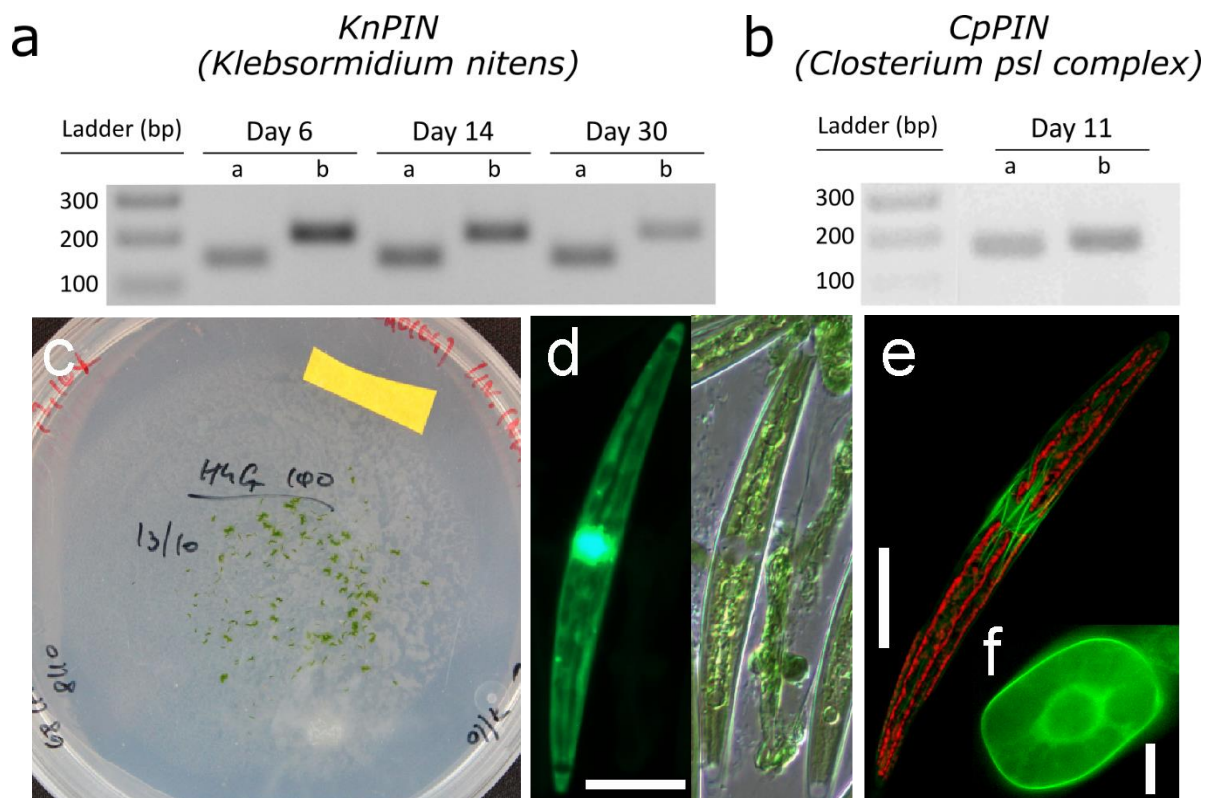 a
KnPIN
(Klebsormidium nitens)
Ladder (bp) Day 6 Day 14 Day 30
a b a b a b
300
200
100
b
CpPIN
(Closterium psl complex)
Ladder (bp) Day 11
a b
300
200
100
c
H4G 100
13/10
d
e
f